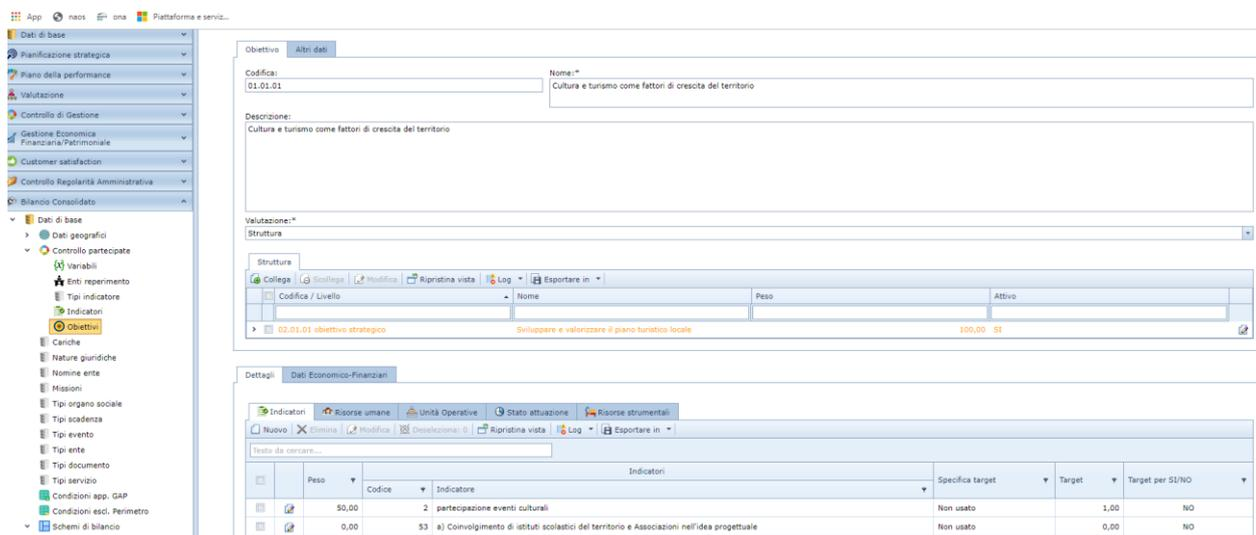 App naos ona Piattaforma e serviz...
Dati di base
Pianificazione strategica
Piano della performance
Valutazione
Controllo di Gestione
Gestione Economica
Finanziaria/Patrimoniale
Customer satisfaction
Controllo Regolarità Amministrativa
Bilancio Consolidato
Dati di base
Dati geografici
Controllo partecipate
Variabili
Enti reperimento
Tipi indicatore
Indicatori
Obiettivi
Cariche
Nature giuridiche
Nomine ente
Missioni
Tipi organo sociale
Tipi scadenza
Tipi evento
Tipi ente
Tipi documento
Tipi servizio
Condizioni app. GAP
Condizioni escl. Perimetro
Schemi di bilancio
Obiettivo Altri dati
Codifica: Nome:*
01.01.01 Cultura e turismo come fattori di crescita del territorio
Descrizione:
Cultura e turismo come fattori di crescita del territorio
Valutazione:*
Struttura
Struttura
Collega Scollega Modifica Ripristina vista Log Esportare in
Codifica / Livello Nome Peso Attivo
02.01.01 obiettivo strategico Sviluppare e valorizzare il piano turistico locale 100,00 SI
Dettagli Dati Economico-Finanziari
Indicatori Risorse umane Unità Operative Stato attuazione Risorse strumentali
Nuovo Elimina Modifica Deseleziona: 0 Ripristina vista Log Esportare in
Testo da cercare...
Indicatori
Peso Codice Indicatore Specifica target Target Target per SI/NO
50,00 2 partecipazione eventi culturali Non usato 1,00 NO
0,00 53 a) Coinvolgimento di istituti scolastici del territorio e Associazioni nell'idea progettuale Non usato 0,00 NO